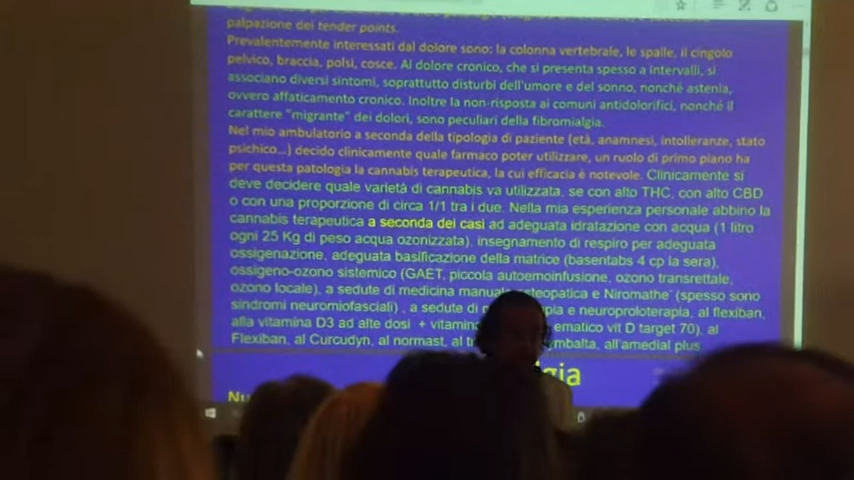 palpazione dei tender points.
Prevalentemente interessati dal dolore sono: la colonna vertebrale, le spalle, il cingolo
pelvico, braccia, polsi, cosce. Al dolore cronico, che si presenta spesso a intervalli, si
associano diversi sintomi, soprattutto disturbi dell'umore e del sonno, nonché astenia,
ovvero affaticamento cronico. Inoltre la non-risposta ai comuni antidolorifici, nonché il
carattere "migrante" dei dolori, sono peculiari della fibromialgia.
Nel mio ambulatorio a seconda della tipologia di paziente (età, anamnesi, intolleranze, stato
psichico...) decido clinicamente quale farmaco poter utilizzare, un ruolo di primo piano ha
per questa patologia la cannabis terapeutica, la cui efficacia è notevole. Clinicamente si
deve decidere quale varietà di cannabis va utilizzata, se con alto THC, con alto CBD
o con una proporzione di circa 1/1 tra i due. Nella mia esperienza personale abbino la
cannabis terapeutica a seconda dei casi ad adeguata idratazione con acqua (1 litro
ogni 25 Kg di peso acqua ozonizzata), insegnamento di respiro per adeguata
ossigenazione, adeguata basificazione della matrice (basentabs 4 cp la sera),
ossigeno-ozono sistemico (GAET, piccola autoemoinfusione, ozono transrettale,
ozono locale), a sedute di medicina manuale osteopatica e Niromathe' (spesso sono
sindromi neuromiofasciali) , a sedute di pia e neuroproloterapia, al flexiban,
alla vitamina D3 ad alte dosi + vitamin ematico vit D target 70), al
Flexiban, al Curcudyn, al normast, al t ymbalta, all'amedial plus
gia
Nu